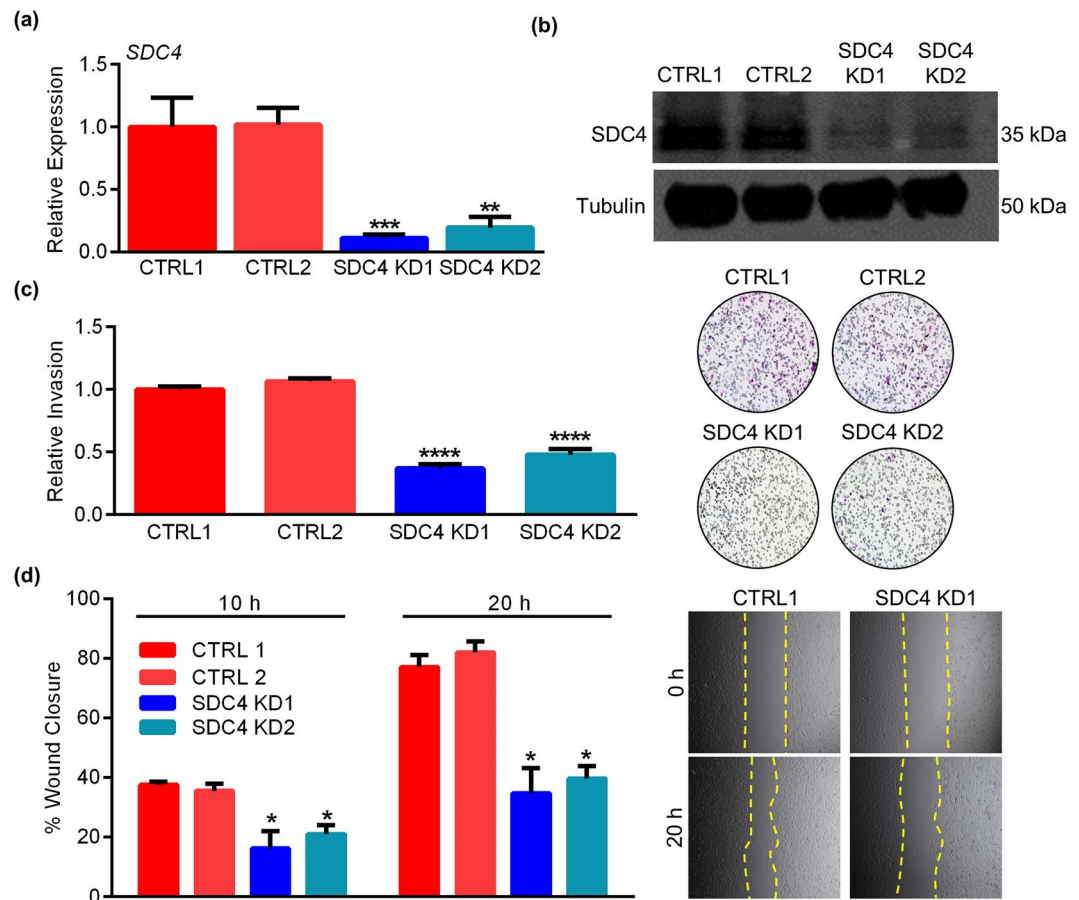 (a)
SDC4
Relative Expression
1.5
1.0
0.5
0.0
*** **
CTRL1 CTRL2 SDC4 KD1 SDC4 KD2
(b)
CTRL1 CTRL2 SDC4 KD1 SDC4 KD2
SDC4 35 kDa
Tubulin 50 kDa
(c)
Relative Invasion
1.5
1.0
0.5
0.0
**** ****
CTRL1 CTRL2 SDC4 KD1 SDC4 KD2
CTRL1 CTRL2
SDC4 KD1 SDC4 KD2
(d)
% Wound Closure
100
80
60
40
20
0
10 h 20 h
CTRL 1
CTRL 2
SDC4 KD1
SDC4 KD2
* * * *
CTRL1 SDC4 KD1
0 h
20 h